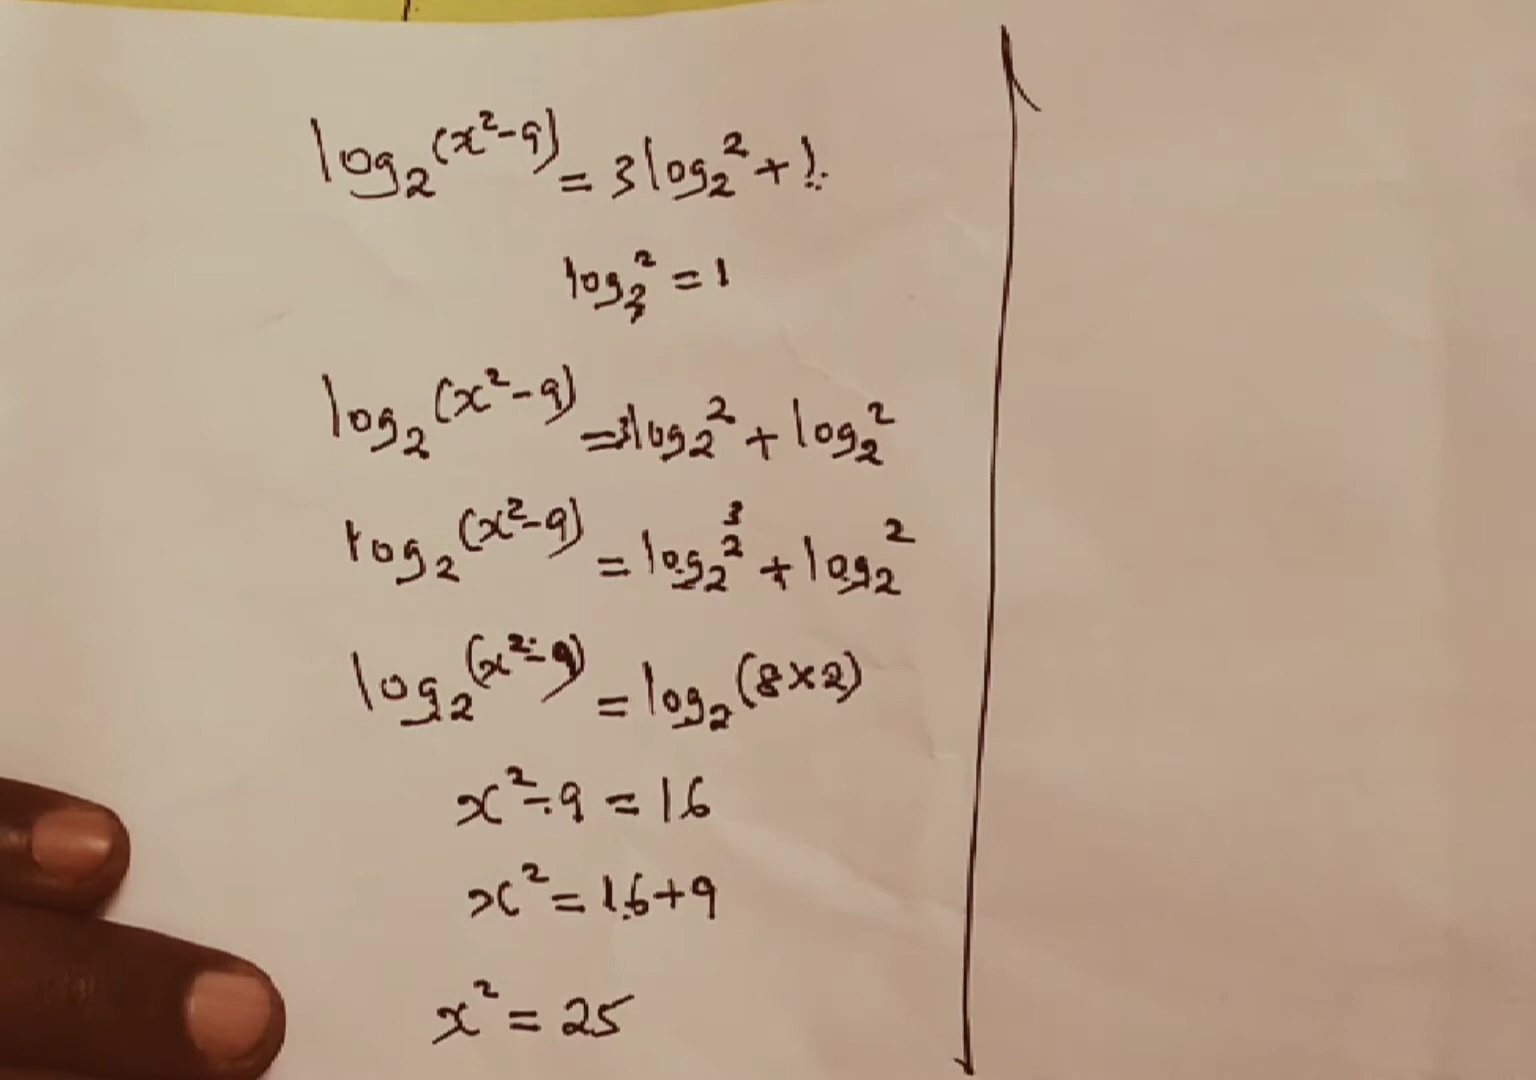 log₂(x²-9) = 3log₂2 + 1
log₂2 = 1
log₂(x²-9) = 3log₂2 + log₂2
log₂(x²-9) = log₂2³ + log₂2
log₂(x²-9) = log₂(8×2)
x²-9 = 16
x² = 16+9
x² = 25